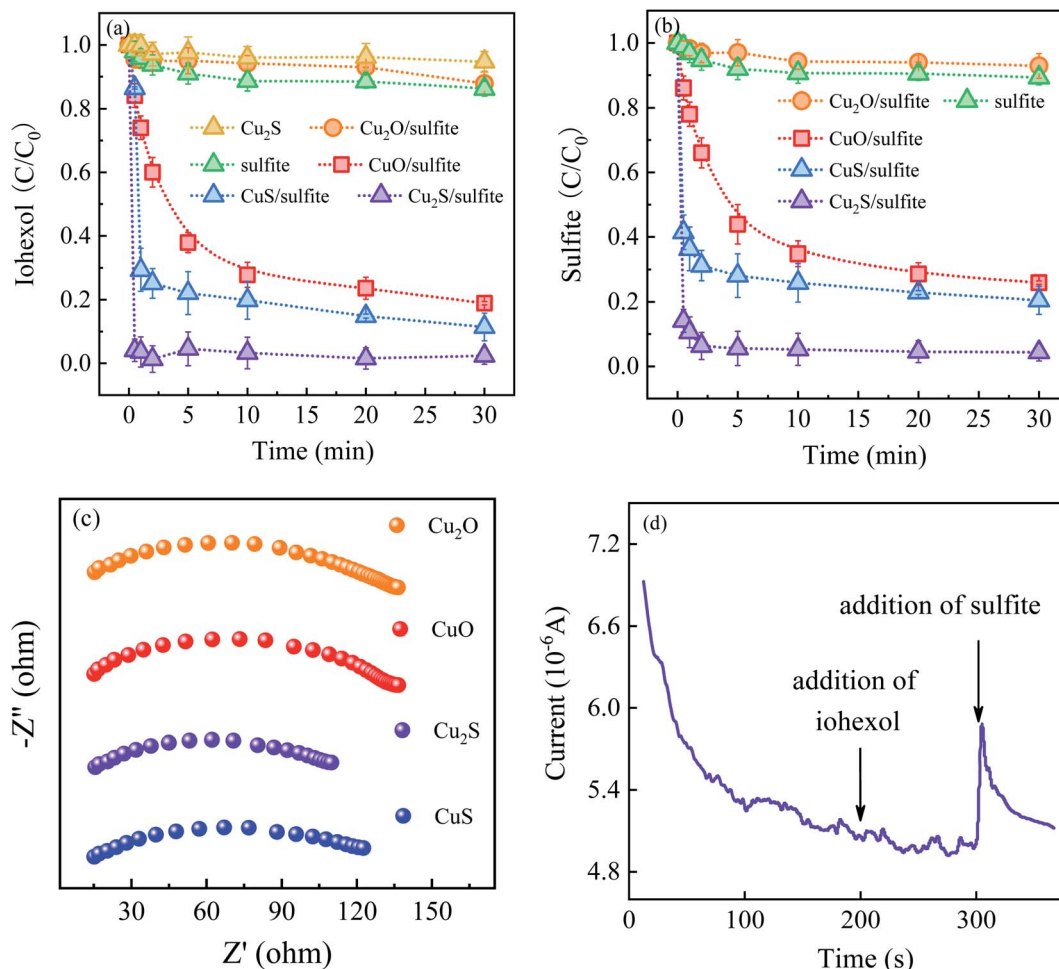 (a)
Iohexol (C/C₀)
1.0
0.8
0.6
0.4
0.2
0.0
Cu₂S
Cu₂O/sulfite
sulfite
CuO/sulfite
CuS/sulfite
Cu₂S/sulfite
0 5 10 15 20 25 30
Time (min)
(b)
Sulfite (C/C₀)
1.0
0.8
0.6
0.4
0.2
0.0
Cu₂O/sulfite
sulfite
CuO/sulfite
CuS/sulfite
Cu₂S/sulfite
0 5 10 15 20 25 30
Time (min)
(c)
-Z" (ohm)
Cu₂O
CuO
Cu₂S
CuS
30 60 90 120 150
Z' (ohm)
(d)
Current (10⁻⁶A)
7.2
6.6
6.0
5.4
4.8
addition of sulfite
addition of
iohexol
0 100 200 300
Time (s)